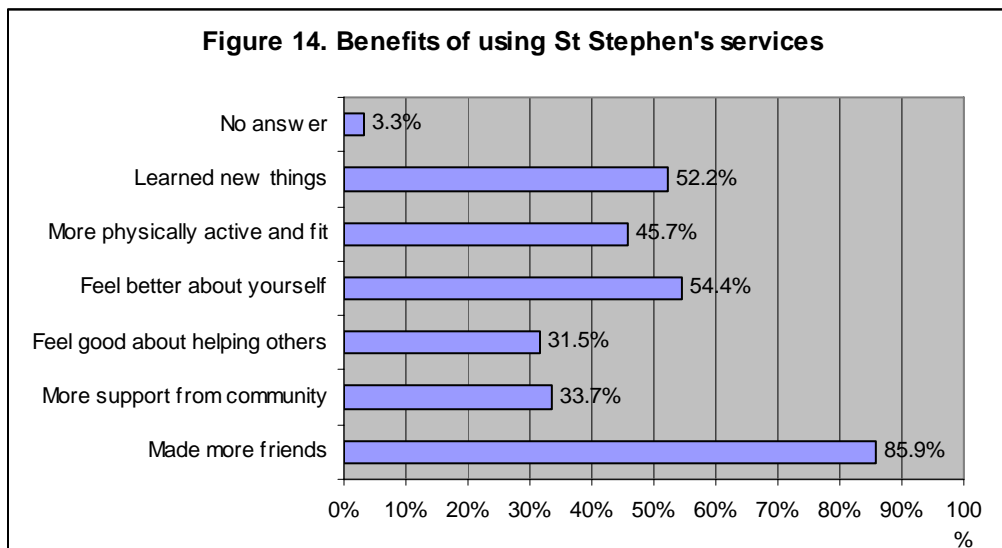 Figure 14. Benefits of using St Stephen's services
No answer 3.3%
Learned new things 52.2%
More physically active and fit 45.7%
Feel better about yourself 54.4%
Feel good about helping others 31.5%
More support from community 33.7%
Made more friends 85.9%
0% 10% 20% 30% 40% 50% 60% 70% 80% 90% 100
%